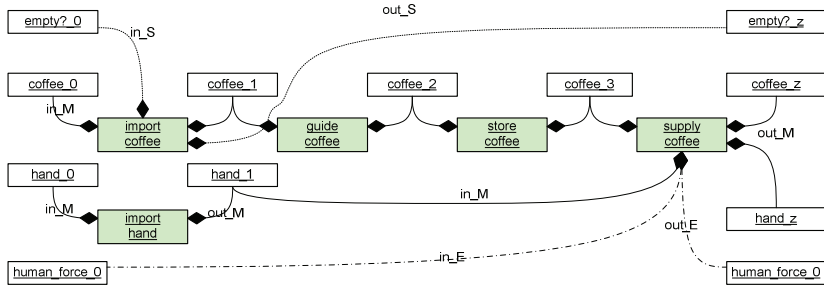 out_S
empty?_0
empty?_z
in_S
coffee_0
coffee_1
coffee_2
coffee_3
coffee_z
in_M
import
coffee
guide
coffee
store
coffee
supply
coffee
out_M
hand_0
hand_1
in_M
in_M
out_M
import
hand
hand_z
out_E
in_E
human_force_0
human_force_0